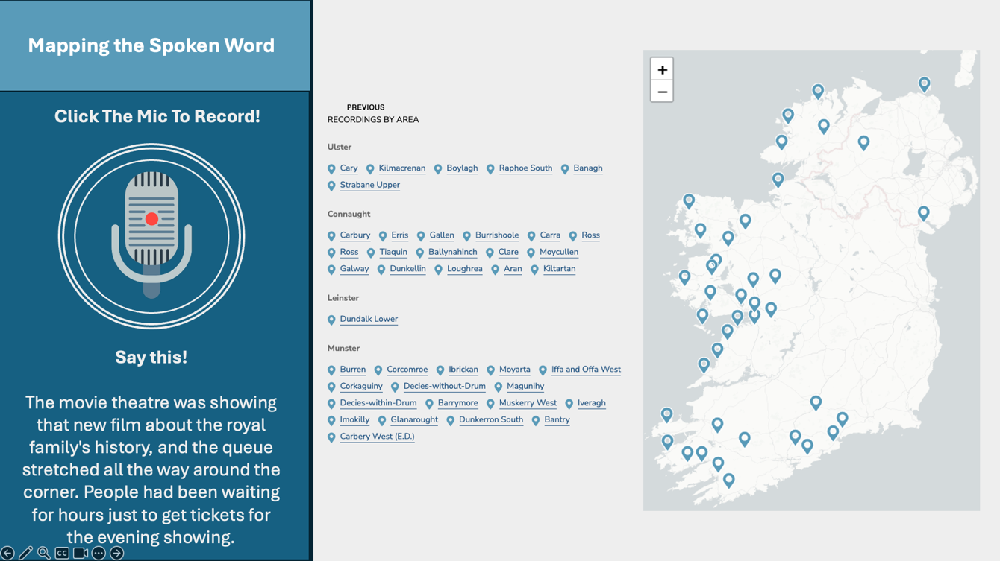 Mapping the Spoken Word
Click The Mic To Record!
Say this!
The movie theatre was showing
that new film about the royal
family's history, and the queue
stretched all the way around the
corner. People had been waiting
for hours just to get tickets for
the evening showing.
CC
PREVIOUS
RECORDINGS BY AREA
Ulster
Cary Kilmacrenan Boylagh Raphoe South Banagh
Strabane Upper
Connaught
Carbury Erris Gallen Burrishoole Carra Ross
Ross Tiaquin Ballynahinch Clare Moycullen
Galway Dunkellin Loughrea Aran Kiltartan
Leinster
Dundalk Lower
Munster
Burren Corcomroe Ibrickan Moyarta Iffa and Offa West
Corkaguiny Decies-without-Drum Magunihy
Decies-within-Drum Barrymore Muskerry West Iveragh
Imokilly Glanarought Dunkerron South Bantry
Carbery West (E.D.)
+
−